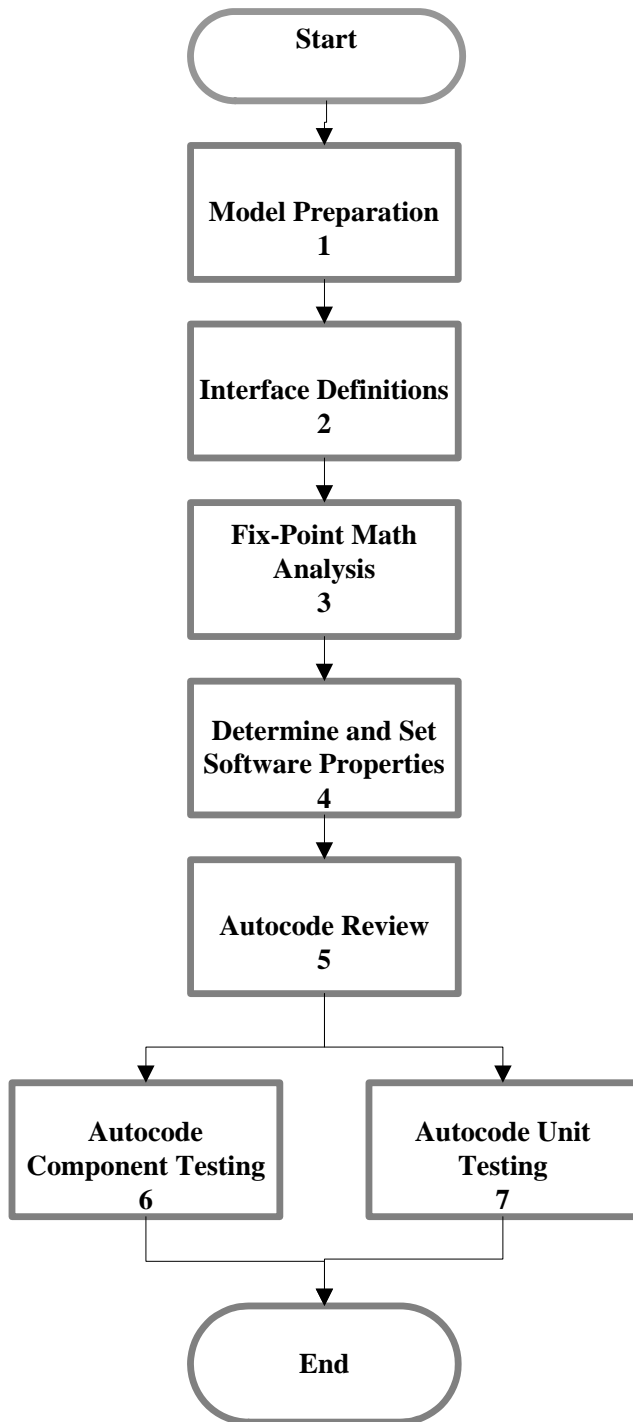 Start
Model Preparation
1
Interface Definitions
2
Fix-Point Math
Analysis
3
Determine and Set
Software Properties
4
Autocode Review
5
Autocode
Component Testing
6
Autocode Unit
Testing
7
End